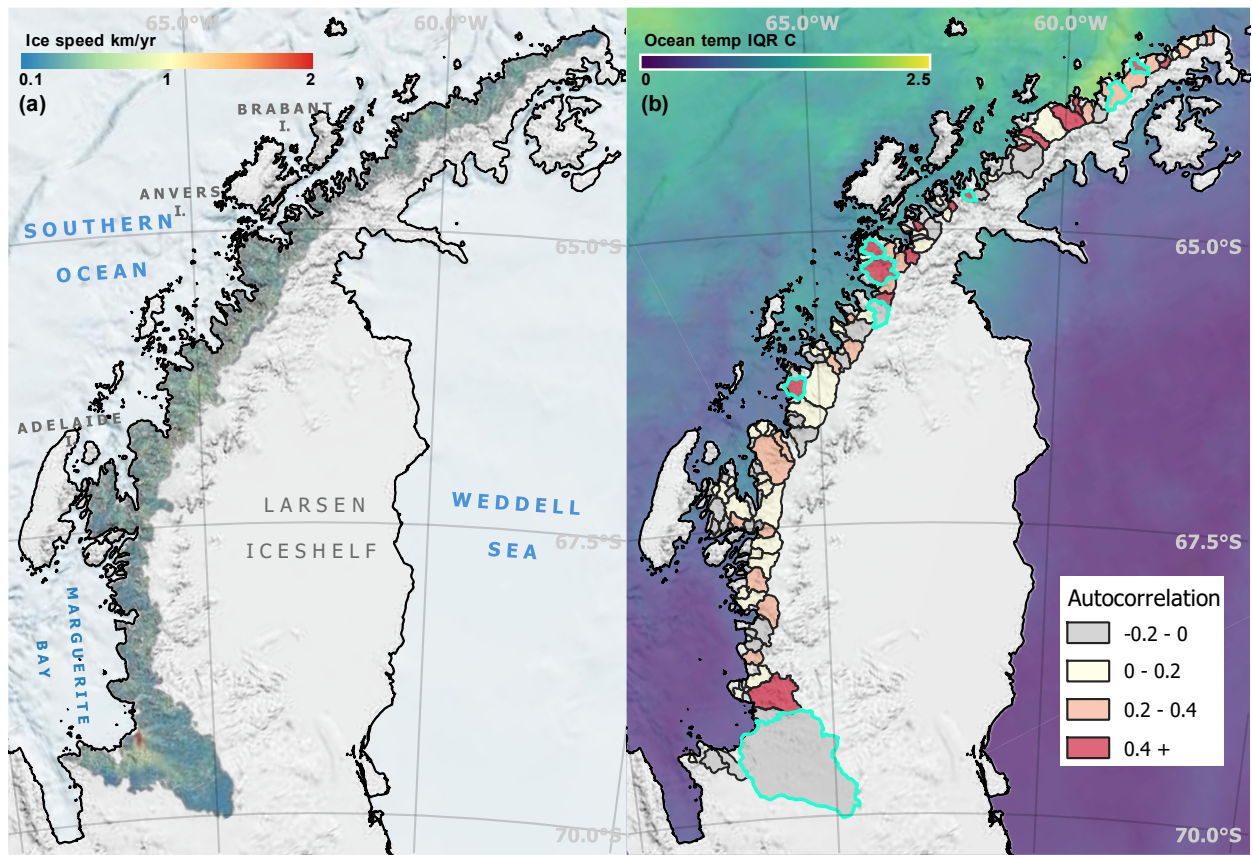 65.0°W
60.0°W
Ice speed km/yr
0.1
1
2
(a)
BRABANT
I.
ANVERS
I.
SOUTHERN
OCEAN
65.0°S
ADELAIDE
I.
LARSEN
ICESHELF
WEDDELL
SEA
67.5°S
MARGUERITE
BAY
70.0°S
65.0°W
60.0°W
Ocean temp IQR C
0
2.5
(b)
65.0°S
67.5°S
Autocorrelation
-0.2 - 0
0 - 0.2
0.2 - 0.4
0.4 +
70.0°S